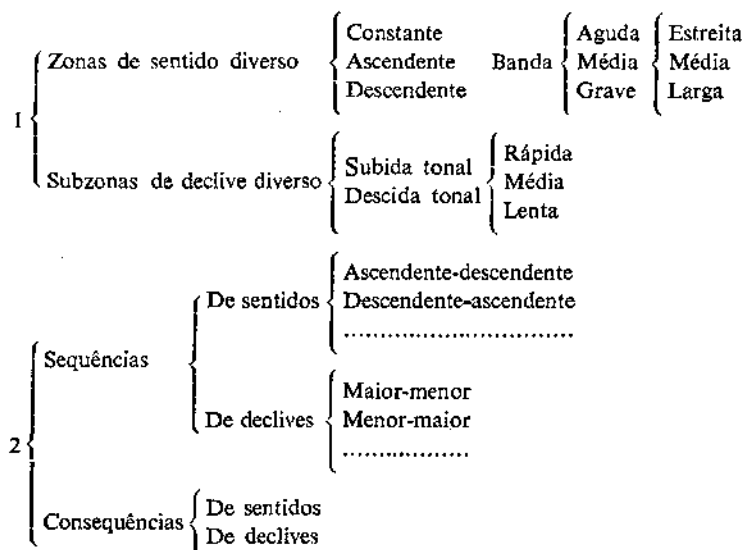 Constante Aguda Estreita
1 Zonas de sentido diverso Ascendente Banda Média Média
Descendente Grave Larga
Subzonas de declive diverso Subida tonal Rápida
Descida tonal Média
Lenta
Ascendente-descendente
De sentidos Descendente-ascendente
..............................
Sequências
Maior-menor
De declives Menor-maior
..................
2
Consequências De sentidos
De declives